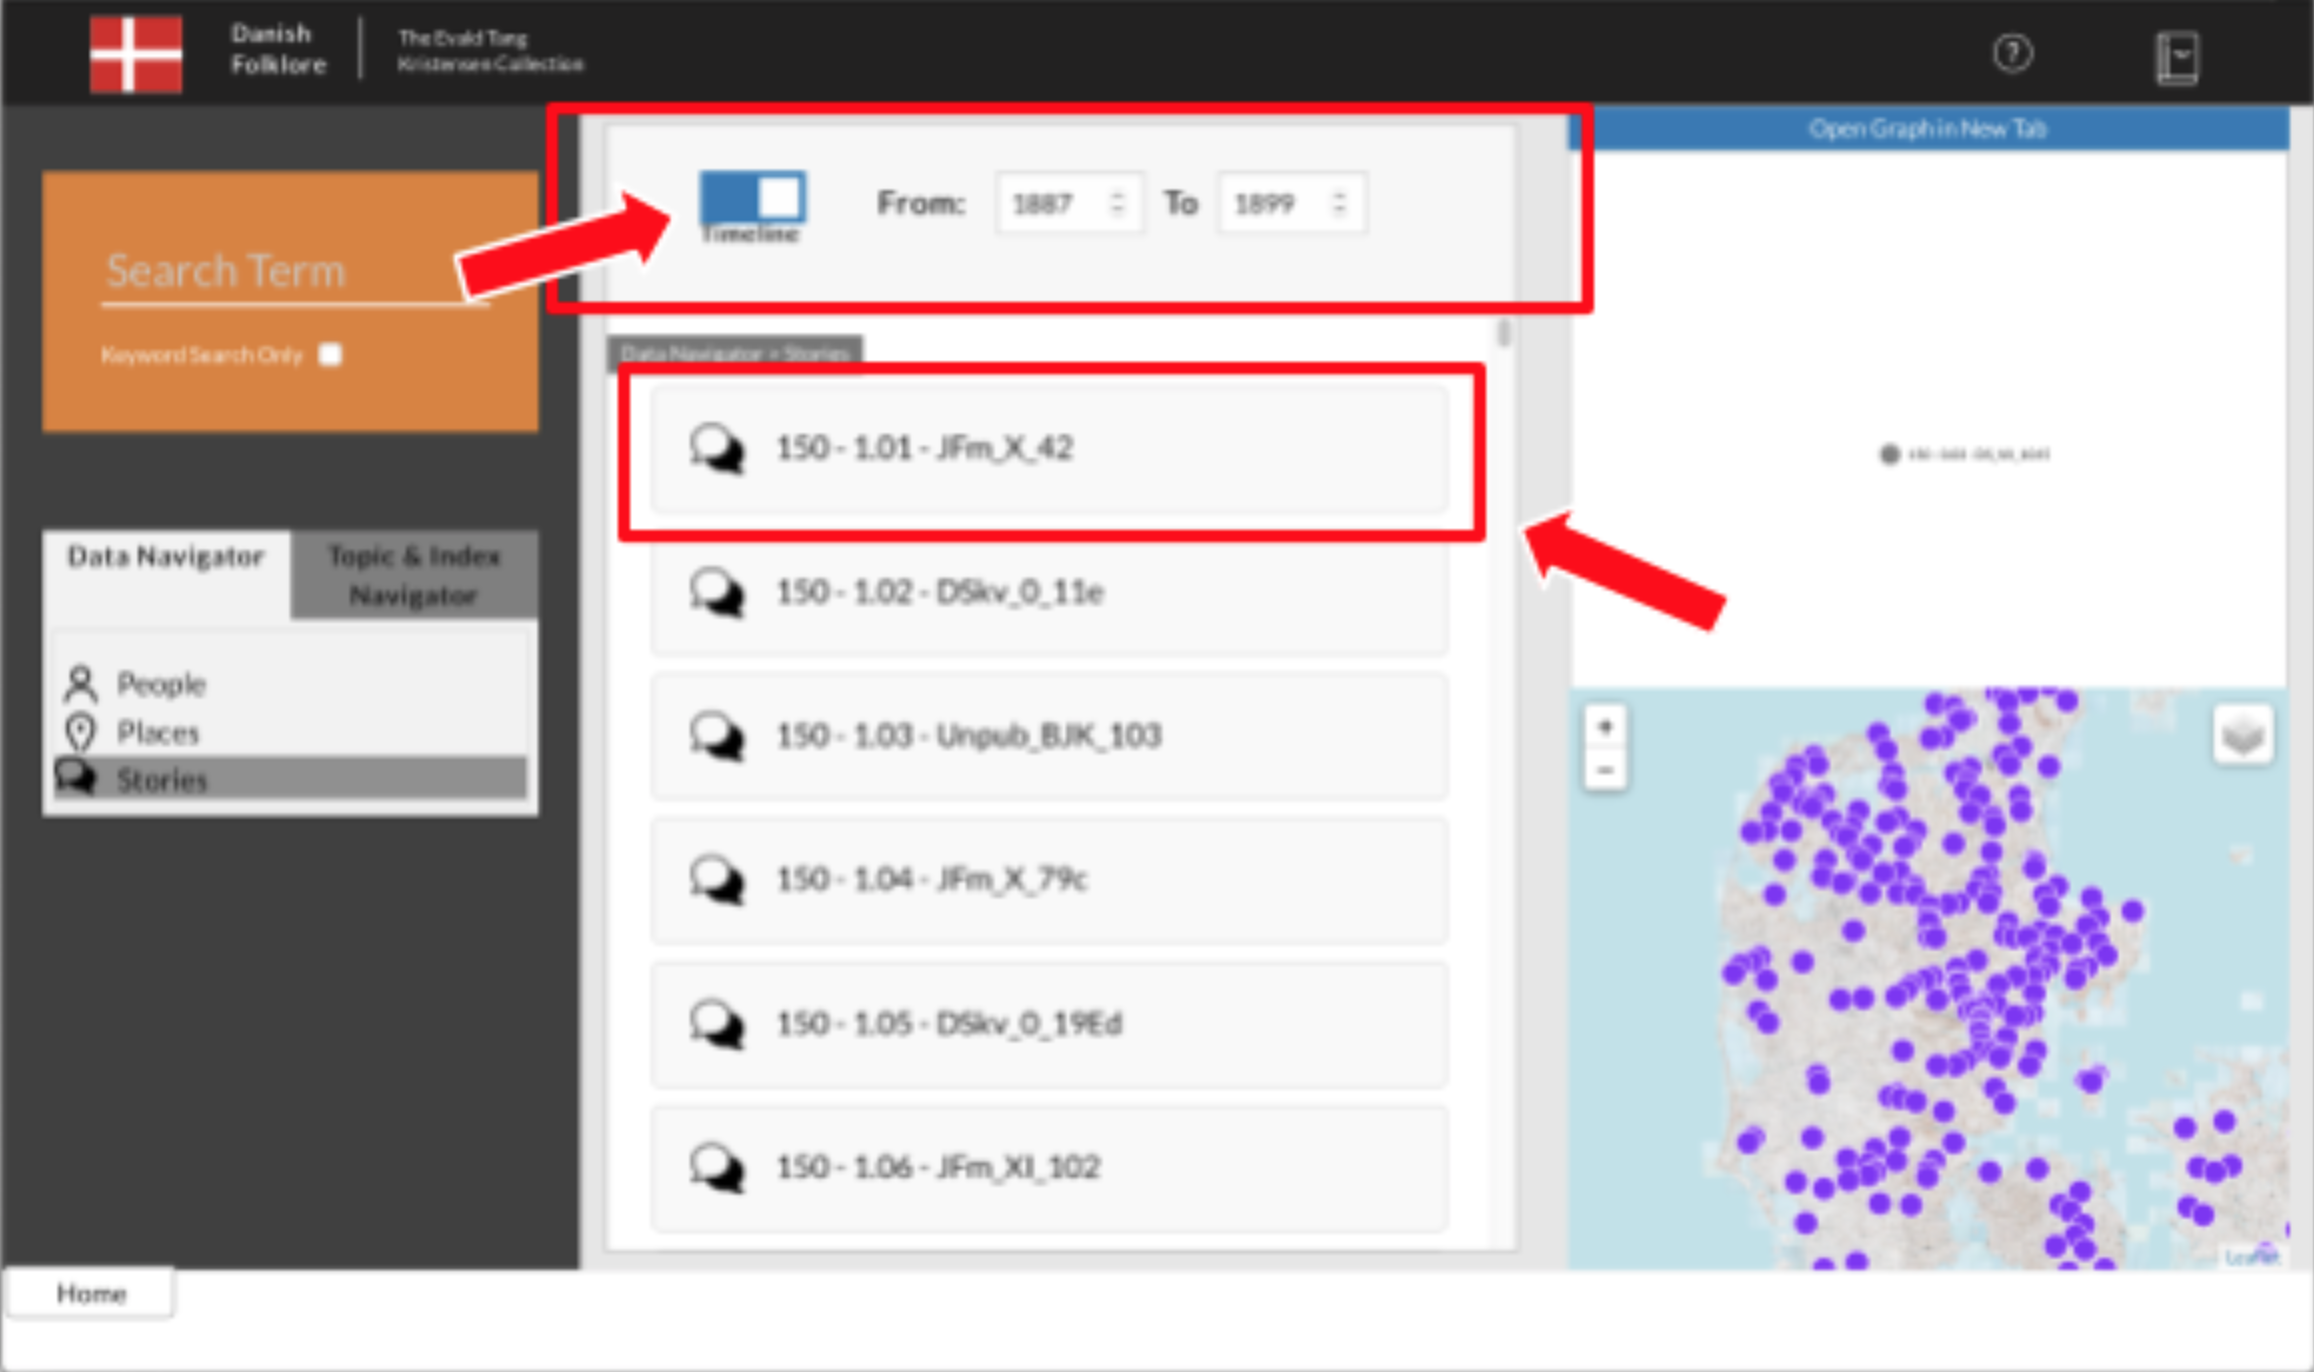 Danish
Folklore
The Evald Tang
Kristensen Collection
?
Open Graph in New Tab
Timeline
From: 1887 To 1899
Search Term
Keyword Search Only
Data Navigator > Stories
150 - 1.01 - JFm_X_42
150 - 1.02 - DSkv_0_11e
150 - 1.03 - Unpub_BJK_103
150 - 1.04 - JFm_X_79c
150 - 1.05 - DSkv_0_19Ed
150 - 1.06 - JFm_XI_102
Data Navigator
Topic & Index
Navigator
People
Places
Stories
+
−
Leaflet
Home